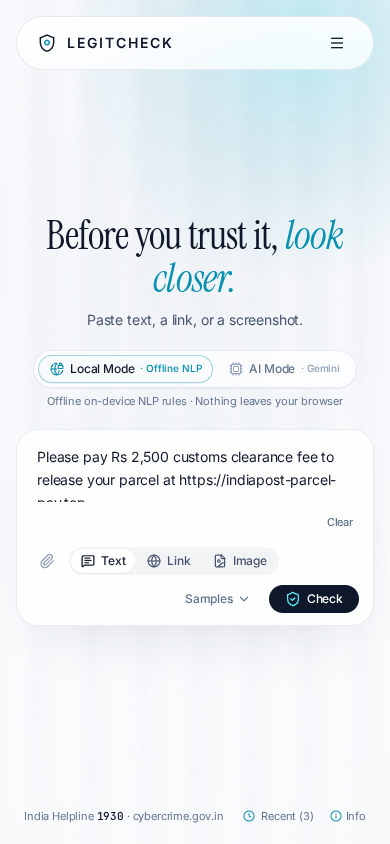 LEGITCHECK
Before you trust it, look
closer.
Paste text, a link, or a screenshot.
Local Mode · Offline NLP AI Mode · Gemini
Offline on-device NLP rules · Nothing leaves your browser
Please pay Rs 2,500 customs clearance fee to
release your parcel at https://indiapost-parcel-
Clear
Text Link Image
Samples Check
India Helpline 1930 · cybercrime.gov.in Recent (3) Info